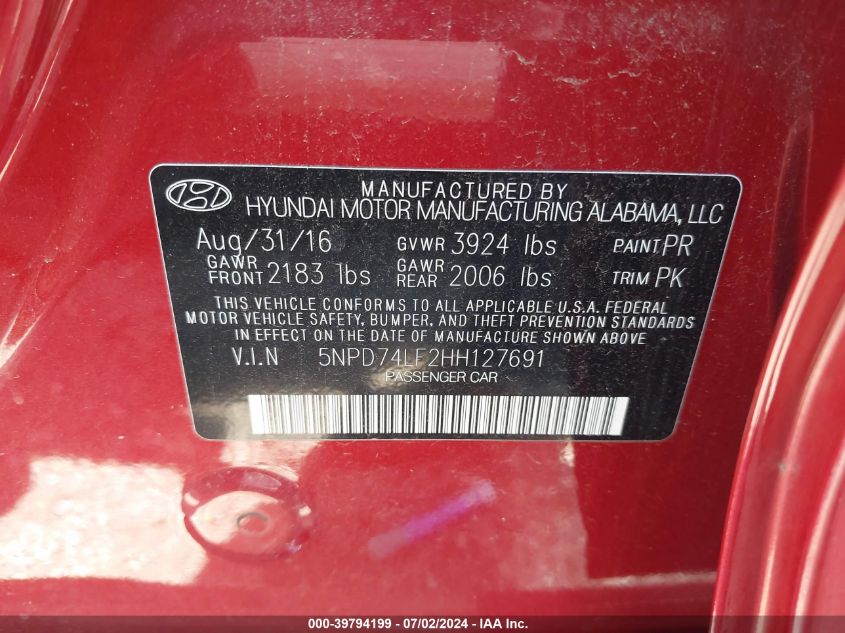 MANUFACTURED BY
HYUNDAI MOTOR MANUFACTURING ALABAMA, LLC
Aug/31/16 GVWR 3924 lbs PAINT PR
GAWR FRONT 2183 lbs GAWR REAR 2006 lbs TRIM PK
THIS VEHICLE CONFORMS TO ALL APPLICABLE U.S.A. FEDERAL
MOTOR VEHICLE SAFETY, BUMPER, AND THEFT PREVENTION STANDARDS
IN EFFECT ON THE DATE OF MANUFACTURE SHOWN ABOVE.
V.I.N 5NPD74LF2HH127691
PASSENGER CAR
000-39794199 - 07/02/2024 - IAA Inc.